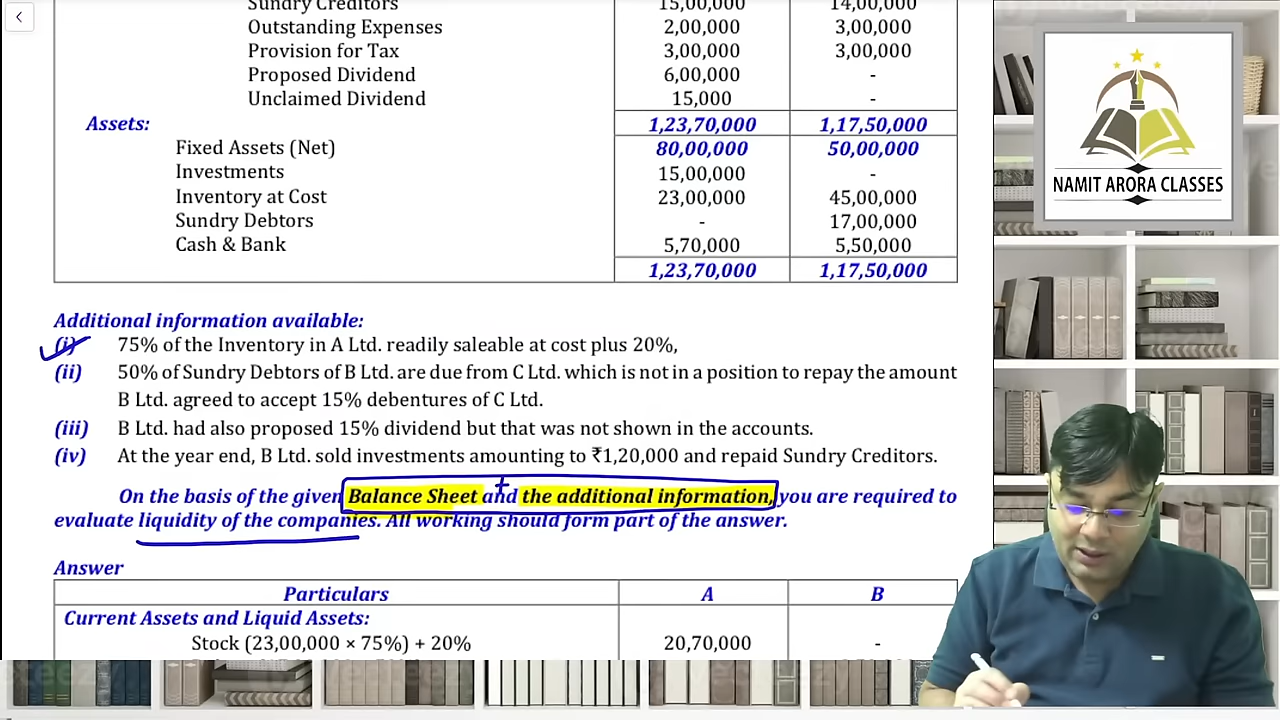 Sundry Creditors 15,00,000 14,00,000
Outstanding Expenses 2,00,000 3,00,000
Provision for Tax 3,00,000 3,00,000
Proposed Dividend 6,00,000 -
Unclaimed Dividend 15,000 -
Assets: 1,23,70,000 1,17,50,000
Fixed Assets (Net) 80,00,000 50,00,000
Investments 15,00,000 -
Inventory at Cost 23,00,000 45,00,000
Sundry Debtors - 17,00,000
Cash & Bank 5,70,000 5,50,000
1,23,70,000 1,17,50,000
Additional information available:
(i) 75% of the Inventory in A Ltd. readily saleable at cost plus 20%,
(ii) 50% of Sundry Debtors of B Ltd. are due from C Ltd. which is not in a position to repay the amount
B Ltd. agreed to accept 15% debentures of C Ltd.
(iii) B Ltd. had also proposed 15% dividend but that was not shown in the accounts.
(iv) At the year end, B Ltd. sold investments amounting to ₹1,20,000 and repaid Sundry Creditors.
On the basis of the given Balance Sheet and the additional information, you are required to
evaluate liquidity of the companies. All working should form part of the answer.
Answer
Particulars A B
Current Assets and Liquid Assets:
Stock (23,00,000 × 75%) + 20% 20,70,000 -
NAMIT ARORA CLASSES